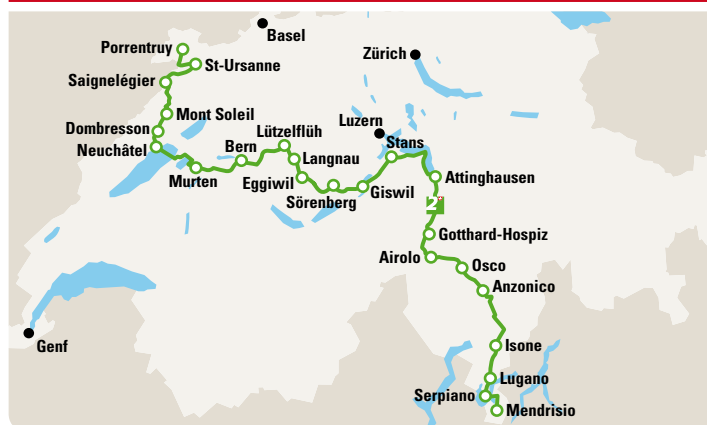 Basel
Porrentruy
St-Ursanne
Zürich
Saignelégier
Mont Soleil
Luzern
Dombresson
Lützelflüh
Stans
Bern
Neuchâtel
Langnau
Murten
Eggiwil
Attinghausen
Giswil
Sörenberg
2
Gotthard-Hospiz
Airolo
Osco
Anzonico
Genf
Isone
Lugano
Serpiano
Mendrisio